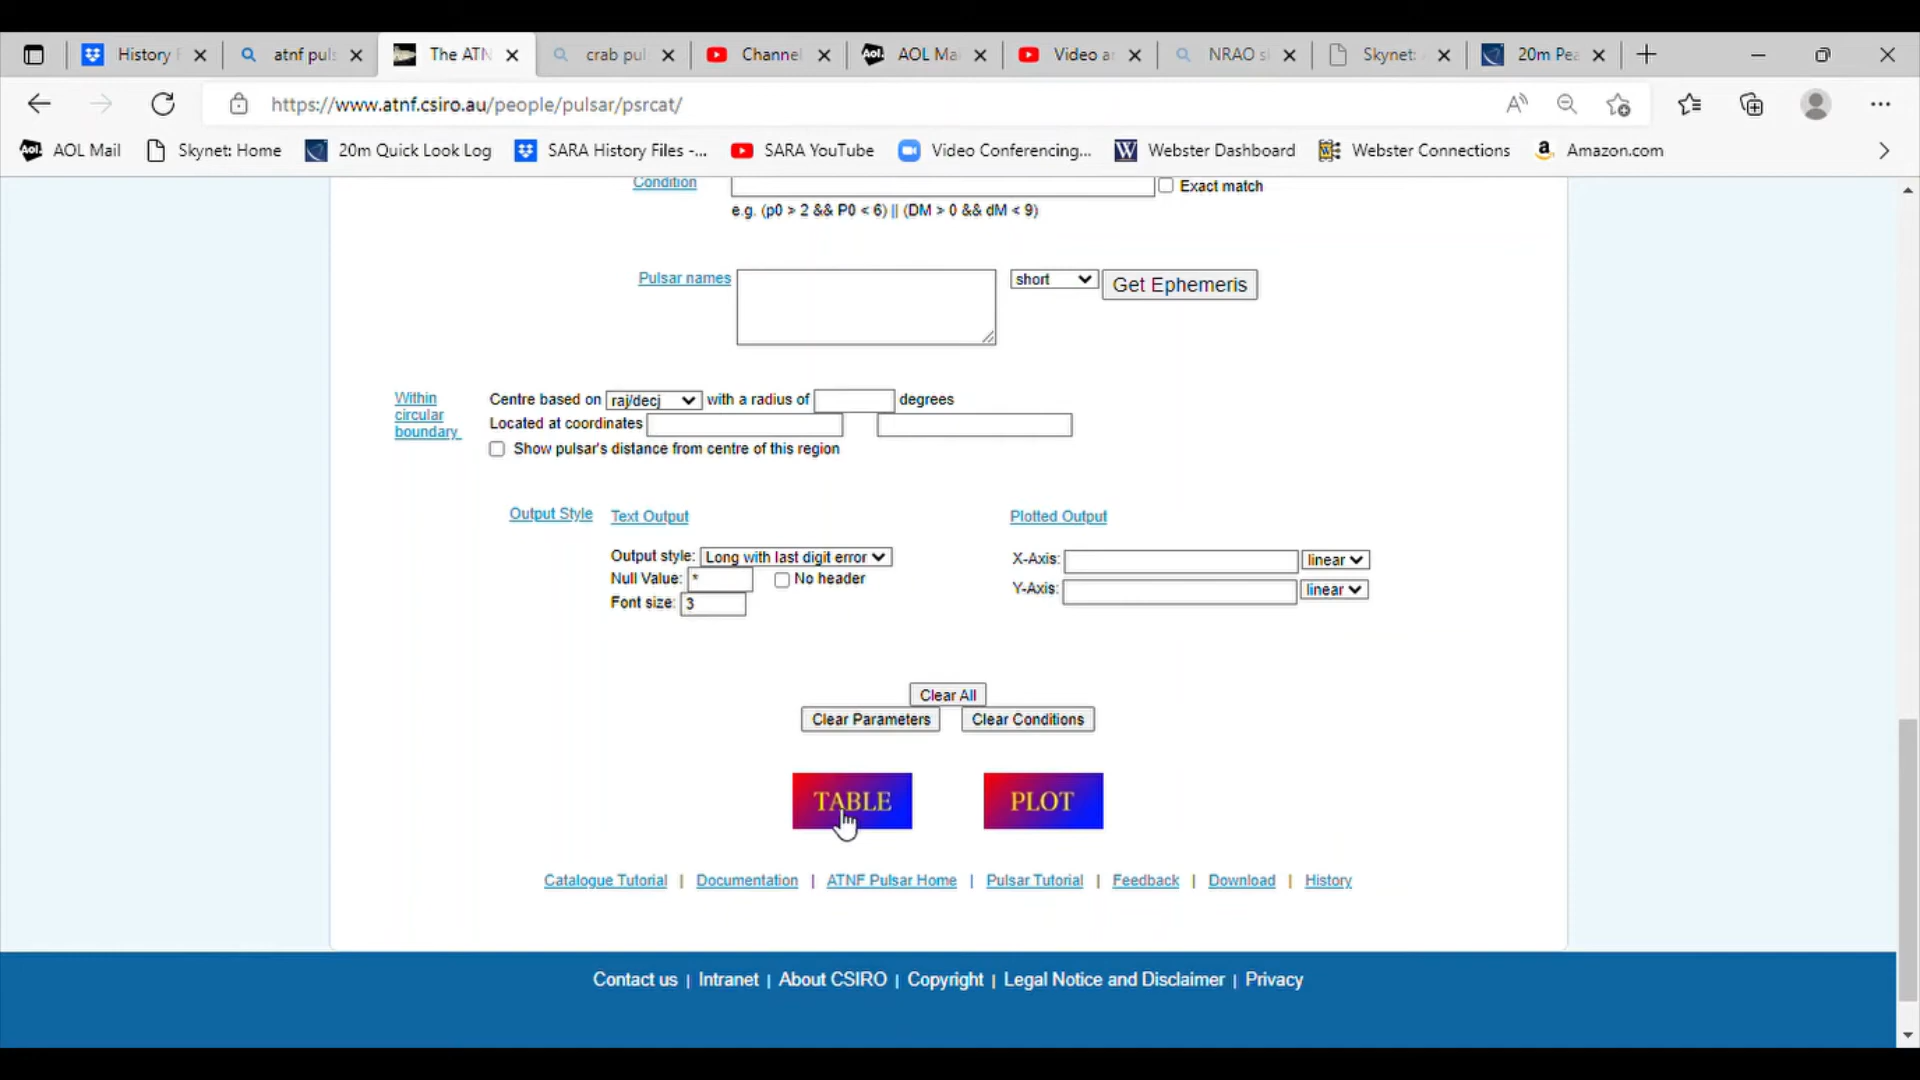 History
atnf puls
The ATN
crab pul
Channel
AOL Ma
Video a
NRAO s
Skynet:
20m Pea
https://www.atnf.csiro.au/people/pulsar/psrcat/
AOL Mail
Skynet: Home
20m Quick Look Log
SARA History Files -...
SARA YouTube
Video Conferencing...
Webster Dashboard
Webster Connections
Amazon.com
Condition
Exact match
e.g. (p0 > 2 && P0 < 6) || (DM > 0 && dM < 9)
Pulsar names
short
Get Ephemeris
Within
circular
boundary
Centre based on raj/decj with a radius of degrees
Located at coordinates
Show pulsar's distance from centre of this region
Output Style
Text Output
Plotted Output
Output style: Long with last digit error
Null Value: * No header
Font size: 3
X-Axis: linear
Y-Axis: linear
Clear All
Clear Parameters
Clear Conditions
TABLE
PLOT
Catalogue Tutorial | Documentation | ATNF Pulsar Home | Pulsar Tutorial | Feedback | Download | History
Contact us | Intranet | About CSIRO | Copyright | Legal Notice and Disclaimer | Privacy